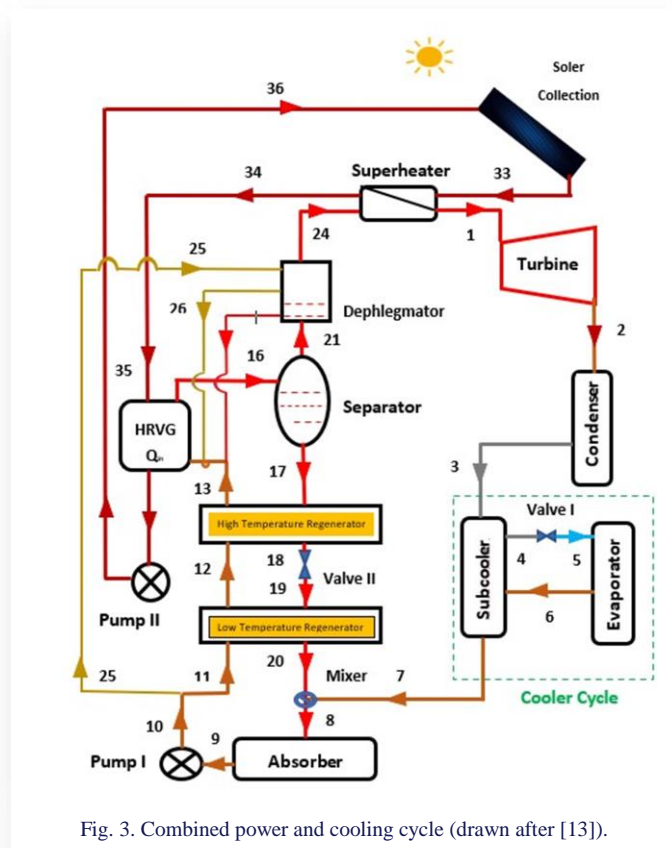 36
Soler
Collection
34
Superheater
33
24
1
25
Turbine
26
Dephlegmator
21
2
16
35
Separator
HRVG
Qin
Condenser
3
17
13
Valve I
High Temperature Regenerator
Subcooler
4
5
Evaporator
12
18
Valve II
19
6
Pump II
Low Temperature Regenerator
20
Mixer
7
25
11
Cooler Cycle
10
8
9
Pump I
Absorber
Fig. 3. Combined power and cooling cycle (drawn after [13]).